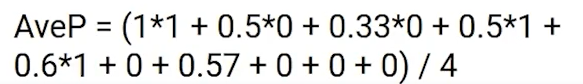 AveP = (1*1 + 0.5*0 + 0.33*0 + 0.5*1 +
0.6*1 + 0 + 0.57 + 0 + 0 + 0) / 4